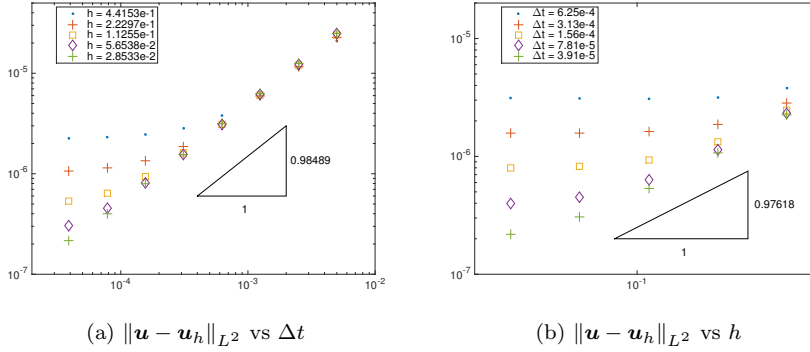 h = 4.4153e-1
h = 2.2297e-1
h = 1.1255e-1
h = 5.6538e-2
h = 2.8533e-2
10^-5
10^-6
10^-7
10^-4
10^-3
10^-2
0.98489
1
(a) ‖u − u_h‖_{L^2} vs Δt
Δt = 6.25e-4
Δt = 3.13e-4
Δt = 1.56e-4
Δt = 7.81e-5
Δt = 3.91e-5
10^-5
10^-6
10^-7
10^-1
0.97618
1
(b) ‖u − u_h‖_{L^2} vs h